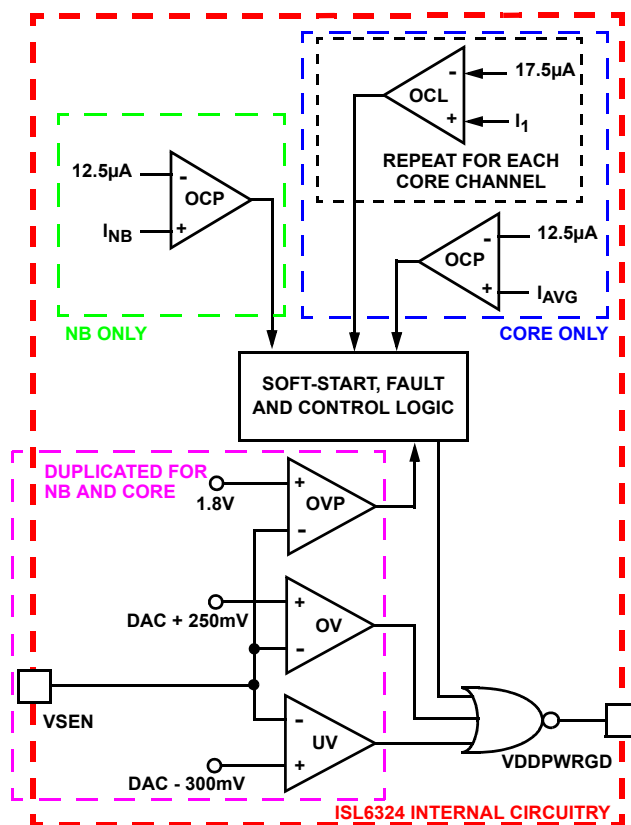 -
17.5µA
OCL
+
I1
REPEAT FOR EACH
CORE CHANNEL
12.5µA
-
OCP
INB
+
-
12.5µA
OCP
+
IAVG
NB ONLY
CORE ONLY
SOFT-START, FAULT
AND CONTROL LOGIC
DUPLICATED FOR
NB AND CORE
+
1.8V
OVP
-
+
DAC + 250mV
OV
-
VSEN
-
UV
+
DAC - 300mV
VDDPWRGD
ISL6324 INTERNAL CIRCUITRY